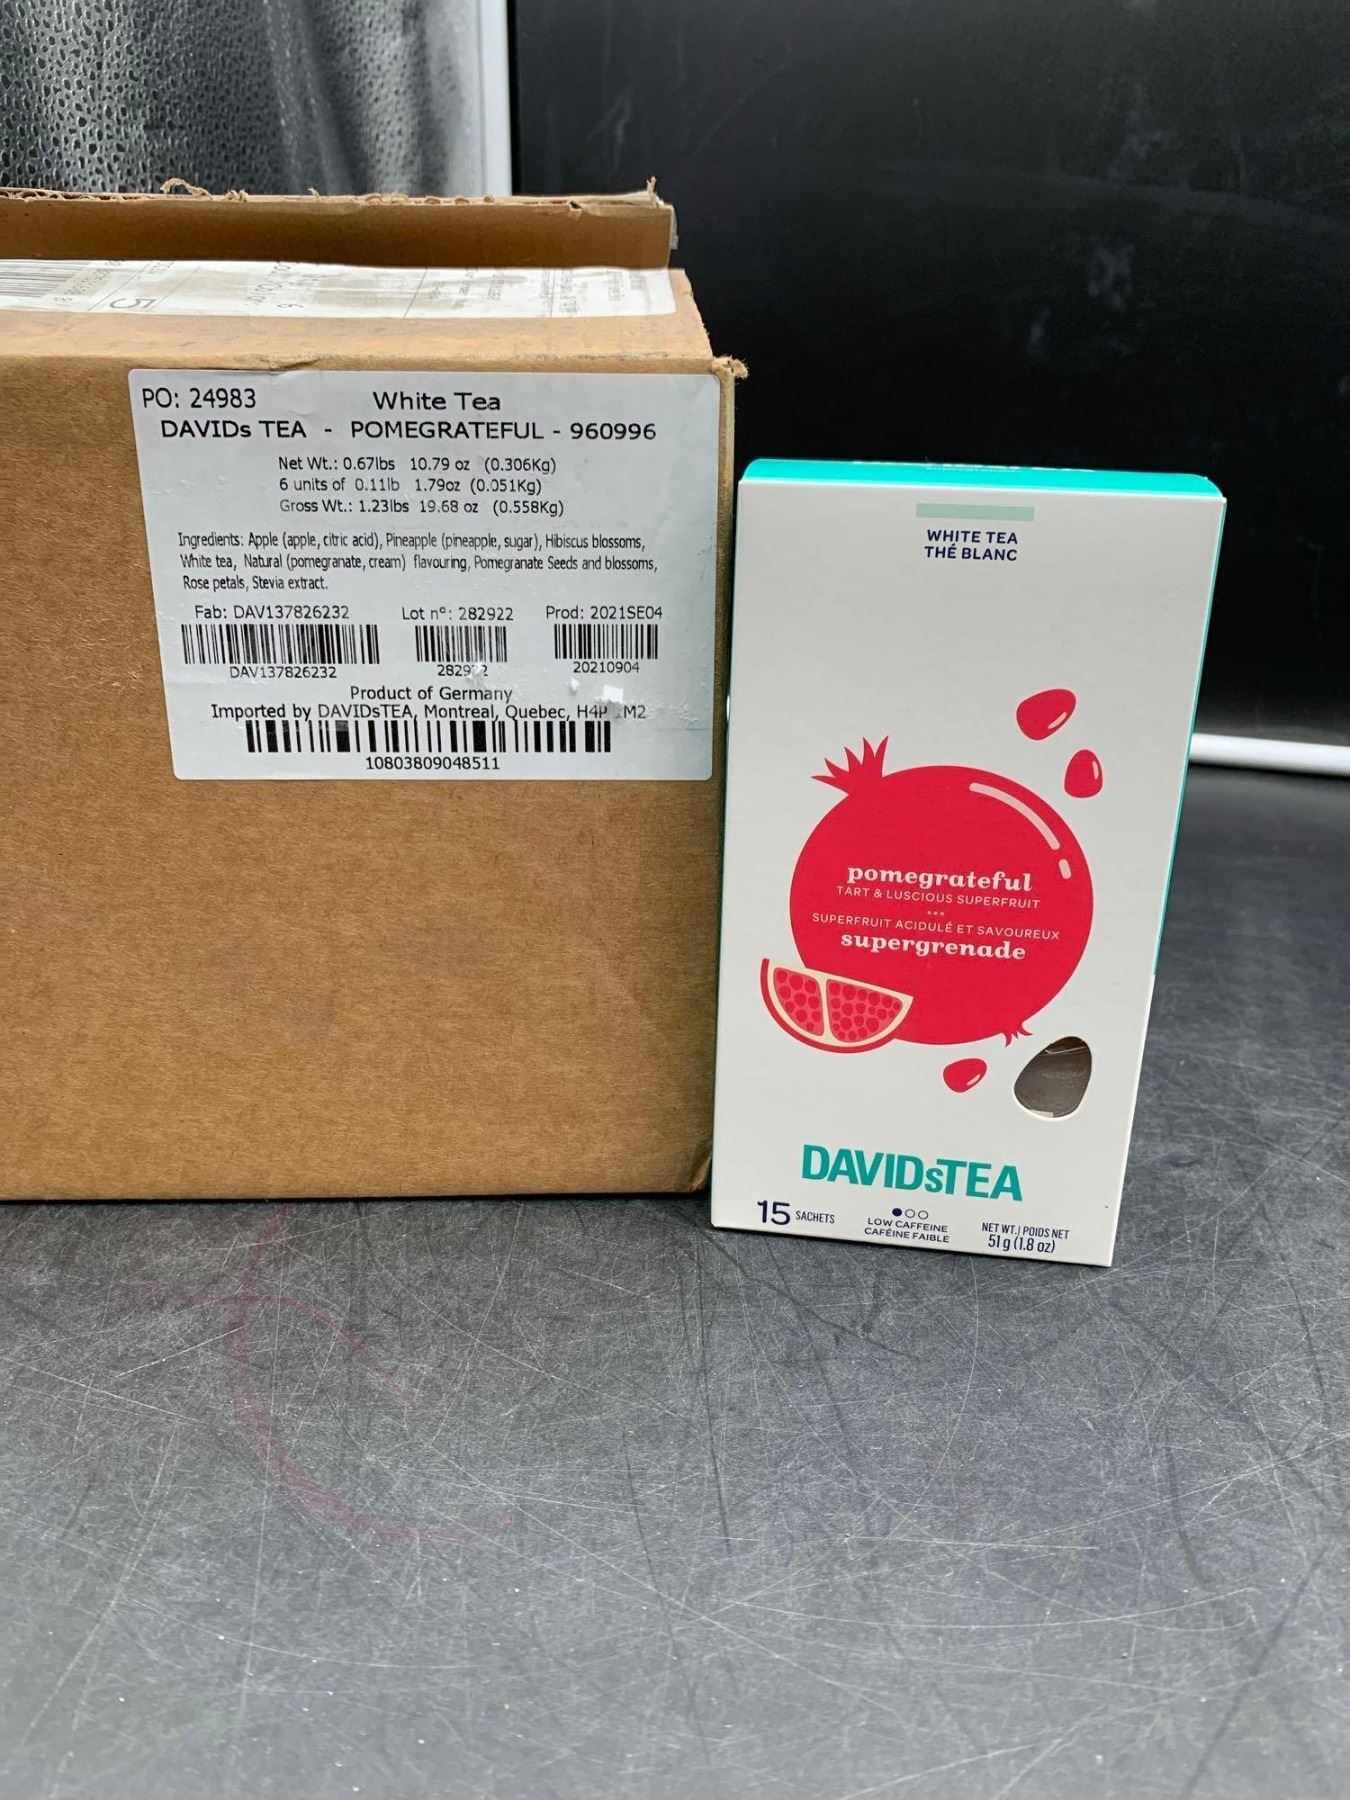 PO: 24983 White Tea
DAVIDs TEA - POMEGRATEFUL - 960996
Net Wt.: 0.67lbs 10.79 oz (0.306Kg)
6 units of 0.11lb 1.79oz (0.051Kg)
Gross Wt.: 1.23lbs 19.68 oz (0.558Kg)
Ingredients: Apple (apple, citric acid), Pineapple (pineapple, sugar), Hibiscus blossoms,
White tea, Natural (pomegranate, cream) flavouring, Pomegranate Seeds and blossoms,
Rose petals, Stevia extract.
Fab: DAV137826232 Lot nº: 282922 Prod: 2021SE04
DAV137826232 282922 20210904
Product of Germany
Imported by DAVIDsTEA, Montreal, Quebec, H4P M2
10803809048511
WHITE TEA
THÉ BLANC
pomegrateful
TART & LUSCIOUS SUPERFRUIT
...
SUPERFRUIT ACIDULÉ ET SAVOUREUX
supergrenade
DAVIDsTEA
15 SACHETS
LOW CAFFEINE
CAFÉINE FAIBLE
NET WT. | POIDS NET
51 g (1.8 oz)